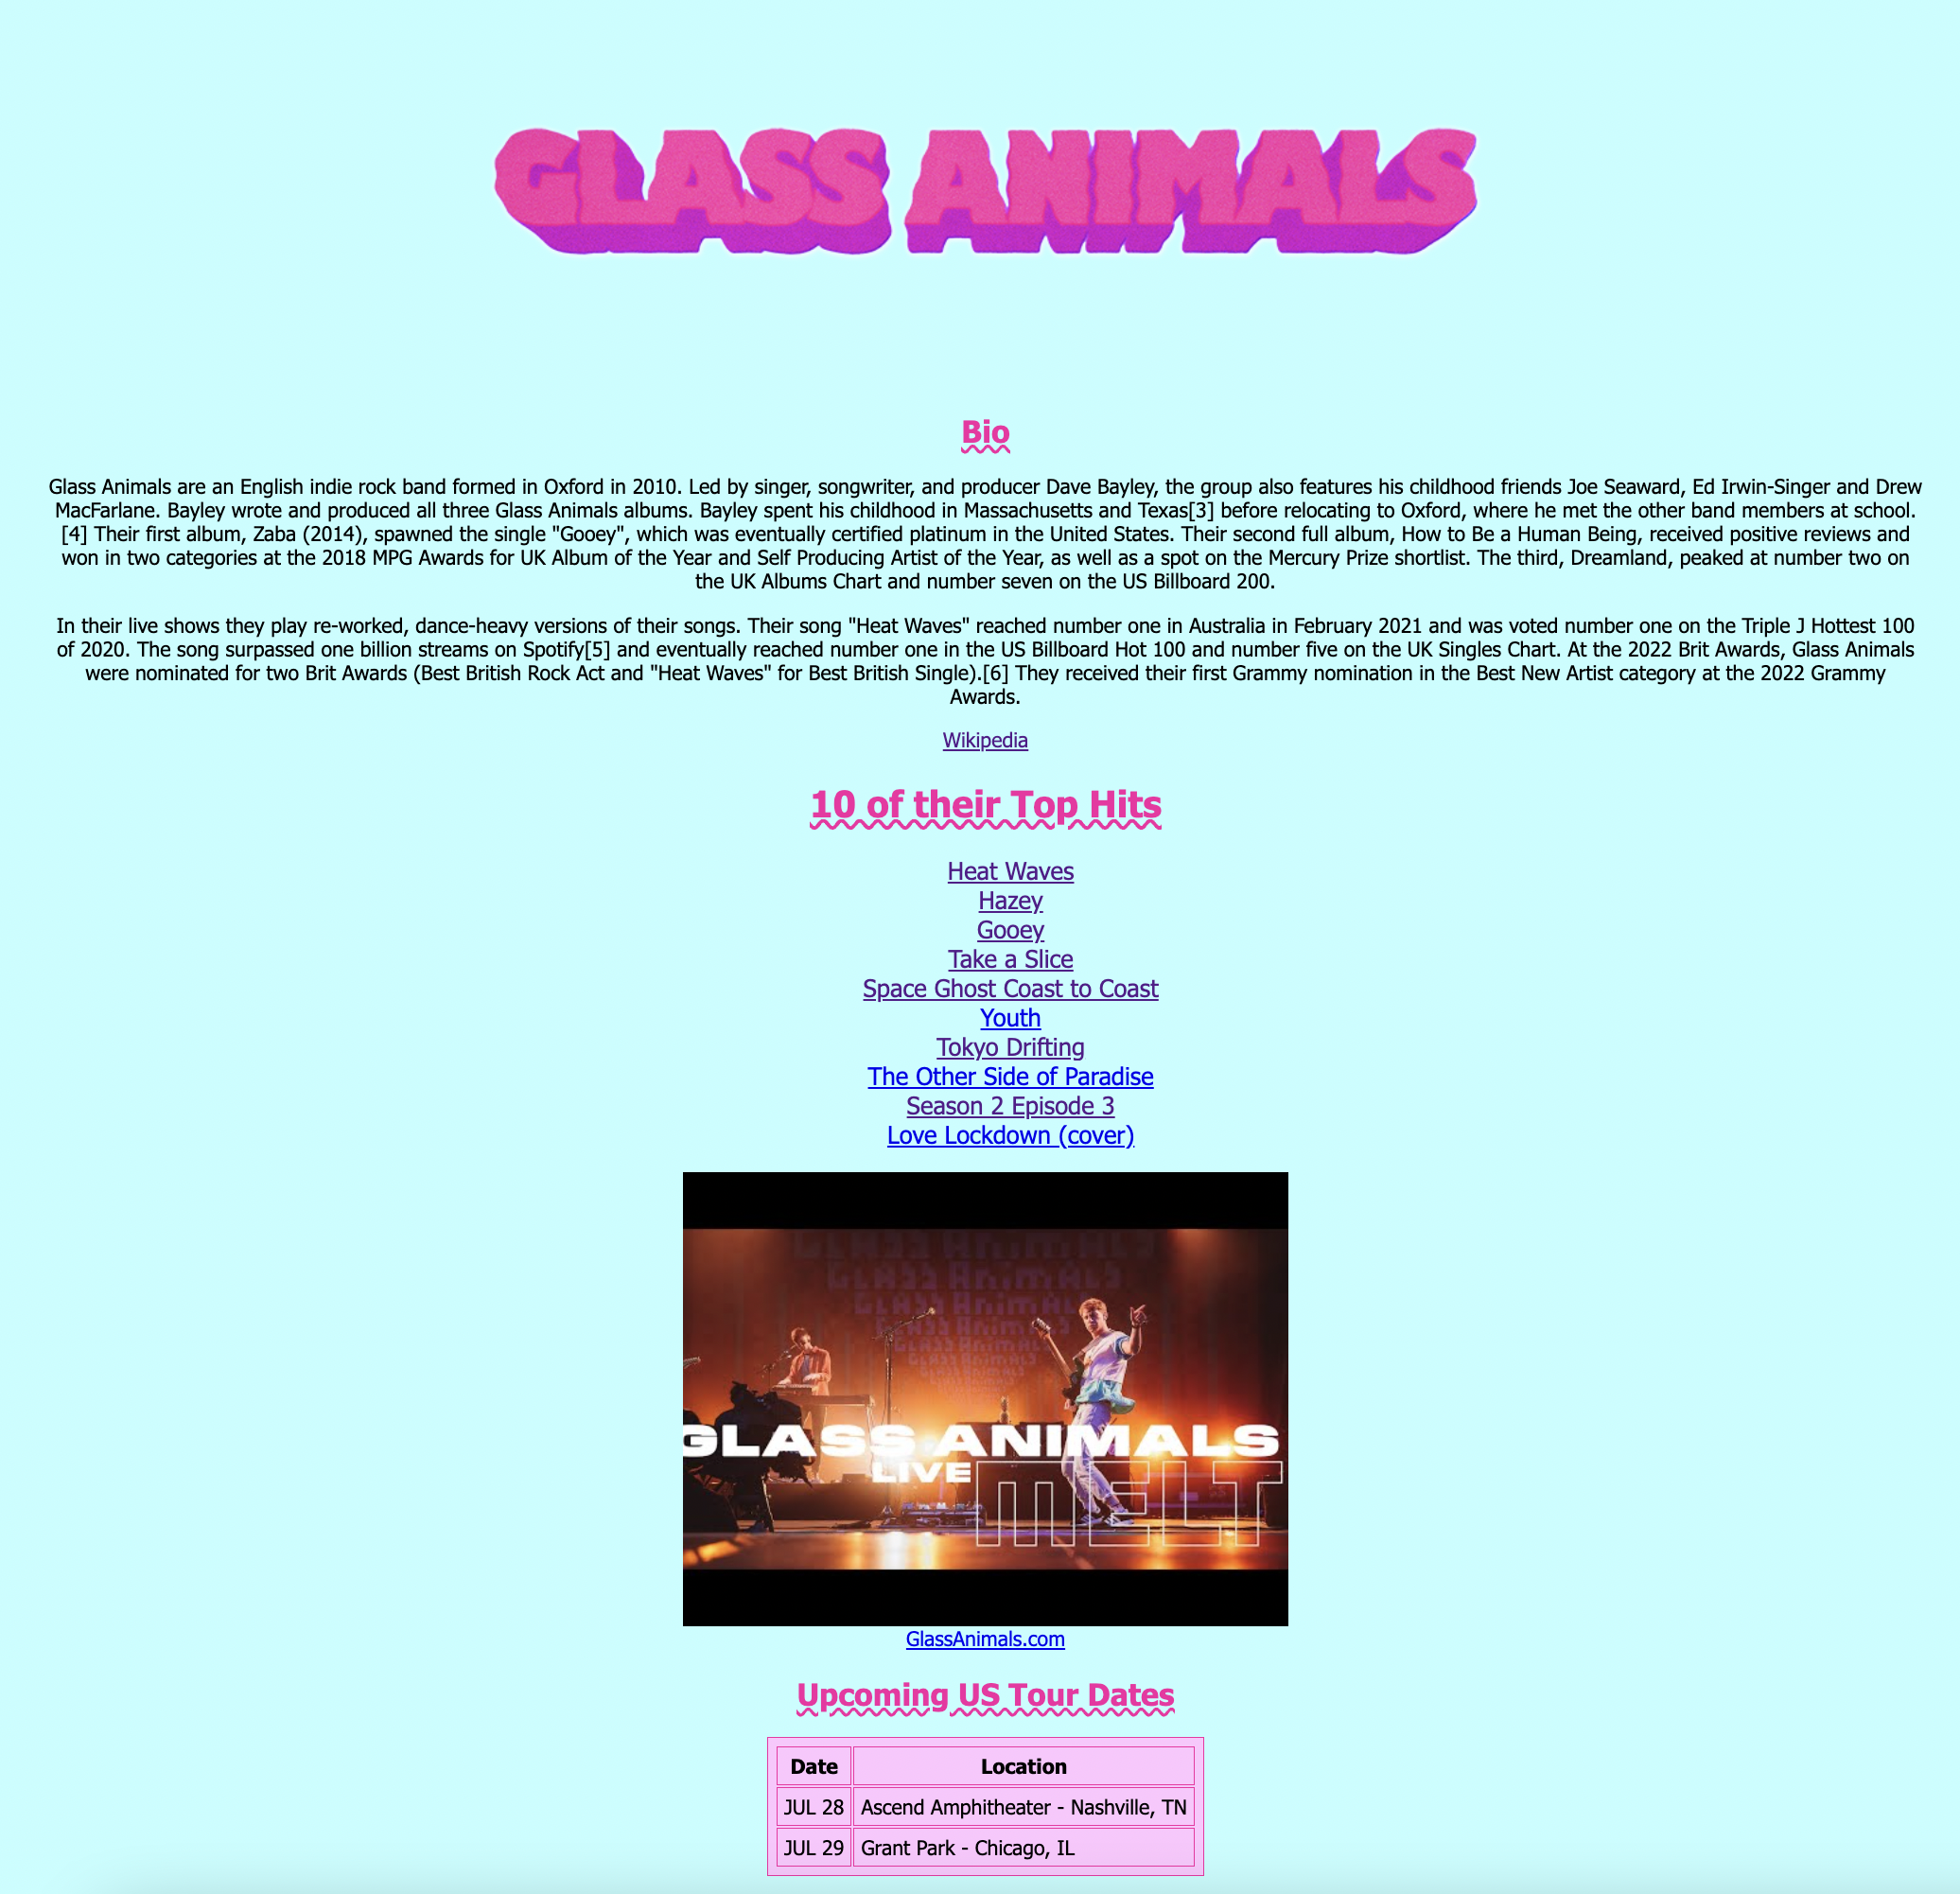 GLASS ANIMALS
Bio
Glass Animals are an English indie rock band formed in Oxford in 2010. Led by singer, songwriter, and producer Dave Bayley, the group also features his childhood friends Joe Seaward, Ed Irwin-Singer and Drew
MacFarlane. Bayley wrote and produced all three Glass Animals albums. Bayley spent his childhood in Massachusetts and Texas[3] before relocating to Oxford, where he met the other band members at school.
[4] Their first album, Zaba (2014), spawned the single "Gooey", which was eventually certified platinum in the United States. Their second full album, How to Be a Human Being, received positive reviews and
won in two categories at the 2018 MPG Awards for UK Album of the Year and Self Producing Artist of the Year, as well as a spot on the Mercury Prize shortlist. The third, Dreamland, peaked at number two on
the UK Albums Chart and number seven on the US Billboard 200.
In their live shows they play re-worked, dance-heavy versions of their songs. Their song "Heat Waves" reached number one in Australia in February 2021 and was voted number one on the Triple J Hottest 100
of 2020. The song surpassed one billion streams on Spotify[5] and eventually reached number one in the US Billboard Hot 100 and number five on the UK Singles Chart. At the 2022 Brit Awards, Glass Animals
were nominated for two Brit Awards (Best British Rock Act and "Heat Waves" for Best British Single).[6] They received their first Grammy nomination in the Best New Artist category at the 2022 Grammy
Awards.
Wikipedia
10 of their Top Hits
Heat Waves
Hazey
Gooey
Take a Slice
Space Ghost Coast to Coast
Youth
Tokyo Drifting
The Other Side of Paradise
Season 2 Episode 3
Love Lockdown (cover)
GLASS AnimALS
GLASS AnimALS
GLASS AnimALS
GLASS AnimALS
GLASS AnimALS
GLASS AnimALS
GLASS ANIMALS
LIVE
MELT
GlassAnimals.com
Upcoming US Tour Dates
Date Location
JUL 28 Ascend Amphitheater - Nashville, TN
JUL 29 Grant Park - Chicago, IL